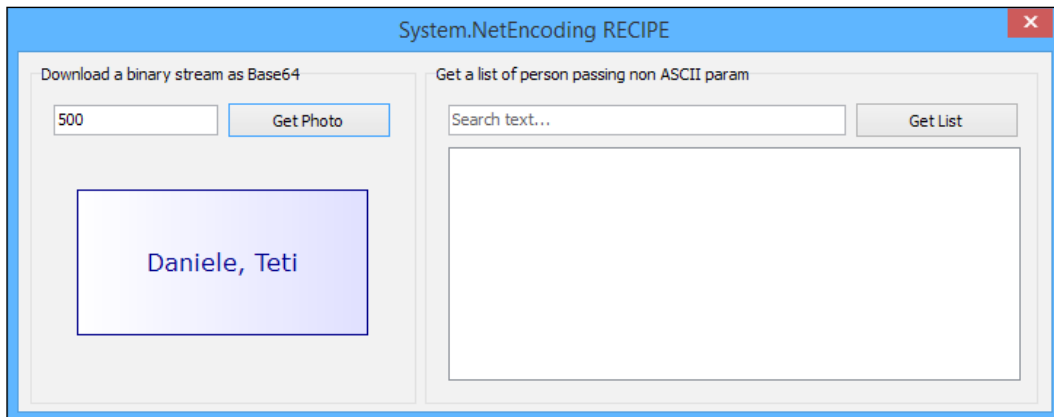 System.NetEncoding RECIPE
Download a binary stream as Base64
500
Get Photo
Daniele, Teti
Get a list of person passing non ASCII param
Search text...
Get List